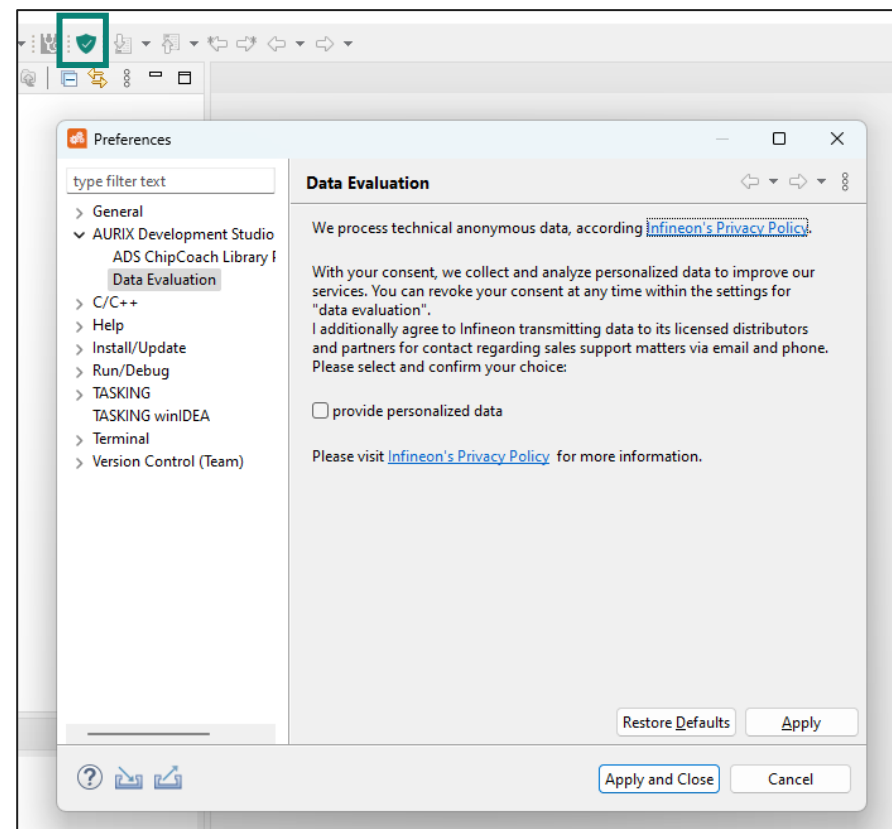 Preferences
type filter text
General
AURIX Development Studio
ADS ChipCoach Library
Data Evaluation
C/C++
Help
Install/Update
Run/Debug
TASKING
TASKING winIDEA
Terminal
Version Control (Team)
Data Evaluation
We process technical anonymous data, according Infineon's Privacy Policy.
With your consent, we collect and analyze personalized data to improve our
services. You can revoke your consent at any time within the settings for
"data evaluation".
I additionally agree to Infineon transmitting data to its licensed distributors
and partners for contact regarding sales support matters via email and phone.
Please select and confirm your choice:
provide personalized data
Please visit Infineon's Privacy Policy for more information.
Restore Defaults
Apply
Apply and Close
Cancel